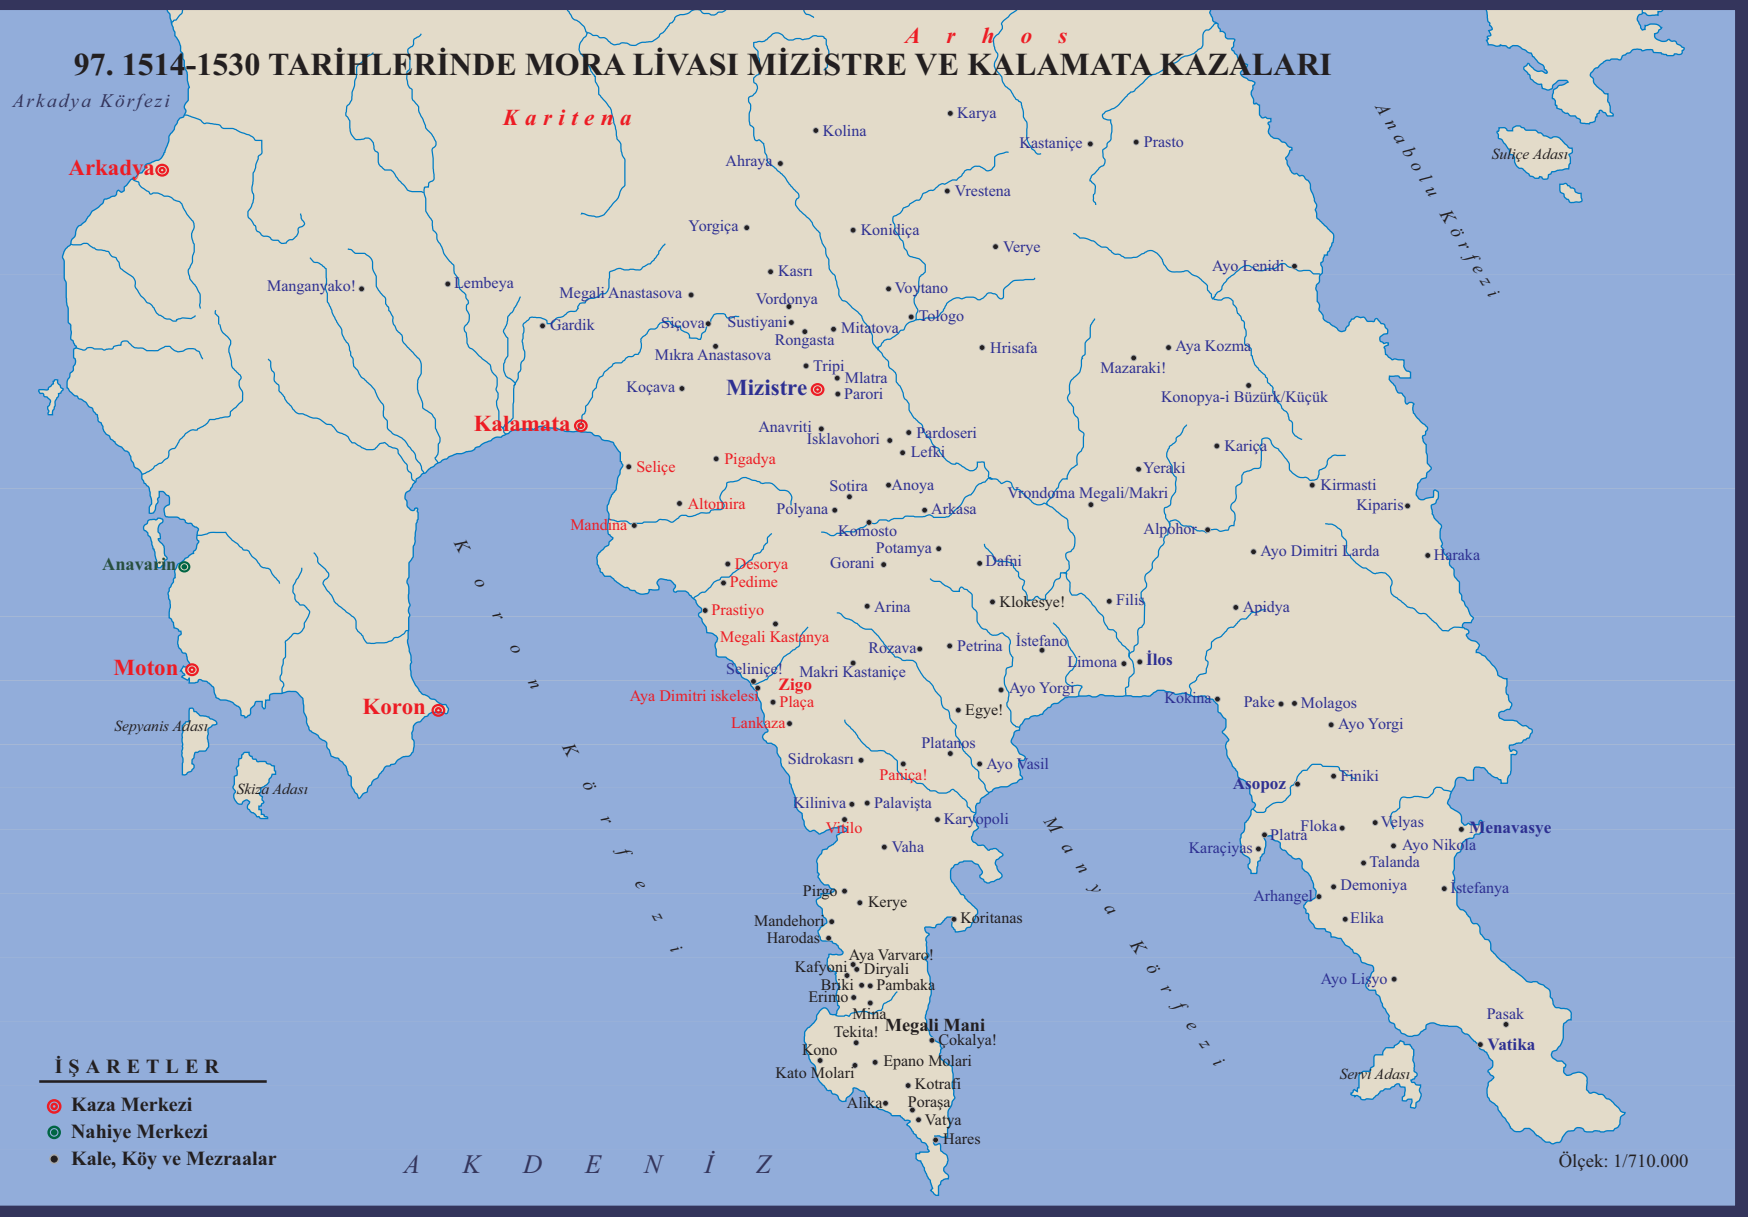 Arhos
97. 1514-1530 TARİHLERİNDE MORA LİVASI MİZİSTRE VE KALAMATA KAZALARI
Arkadya Körfezi
Karitena
Karya
Kolina
Kastaniçe
Prasto
Anabolu Körfezi
Suliçe Adası
Ahraya
Arkadya
Vrestena
Yorgiça
Konidiça
Verye
Ayo Lenidi
Kasrı
Manganyako!
Lembeya
Megali Anastasova
Vordonya
Voytano
Gardik
Siçova
Sustiyani
Tologo
Mitatova
Rongasta
Mıkra Anastasova
Hrisafa
Aya Kozma
Mazaraki!
Tripi
Mlatra
Koçava
Mizistre
Parori
Konopya-i Büzürk/Küçük
Kalamata
Anavriti
İsklavohori
Pardoseri
Lefki
Kariça
Seliçe
Pigadya
Yeraki
Sotira
Anoya
Vrondoma Megali/Makri
Kirmasti
Altomira
Polyana
Arkasa
Kiparis
Mandina
Komosto
Alpohor
Koron Körfezi
Potamya
Ayo Dimitri Larda
Haraka
Anavarin
Desorya
Gorani
Dafni
Pedime
Klokesye!
Filis
Prastiyo
Arina
Apidya
Megali Kastanya
Rozava
Petrina
İstefano
Moton
Seliniçe!
Makri Kastaniçe
Limona
İlos
Zigo
Aya Dimitri iskelesi
Plaça
Ayo Yorgi
Kokina
Pake
Molagos
Koron
Egye!
Sepyanis Adası
Lankaza
Ayo Yorgi
Platanos
Sidrokasrı
Paniça!
Ayo Vasil
Finiki
Skiza Adası
Asopoz
Kiliniva
Palavişta
Karyopoli
Manya Körfezi
Vitilo
Floka
Velyas
Menavasye
Platra
Vaha
Karaçiyas
Ayo Nikola
Talanda
Pirgo
Demoniya
İstefanya
Kerye
Arhangel
Mandehori
Koritanas
Elika
Harodas
Aya Varvaro!
Kafyoni
Diryali
Ayo Lişyo
Briki
Pambaka
Erimo
Mina
Pasak
Megali Mani
Tekita!
Çokalya!
Vatika
Kono
Epano Molari
Kato Molari
Servi Adası
Kotrafi
Alika
Poraşa
Vatya
Hares
İŞARETLER
Kaza Merkezi
Nahiye Merkezi
Kale, Köy ve Mezraalar
AKDENİZ
Ölçek: 1/710.000